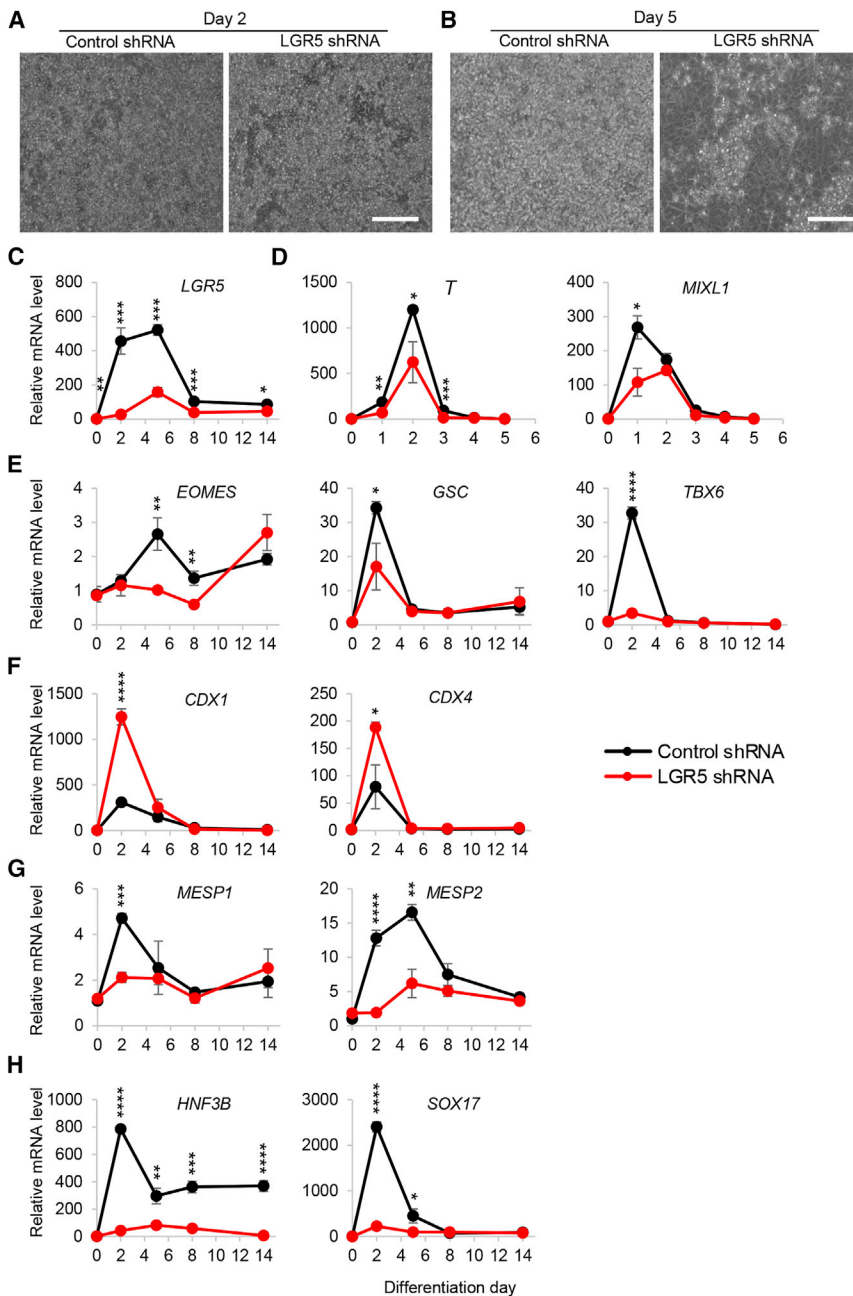 A Day 2 B Day 5
Control shRNA LGR5 shRNA Control shRNA LGR5 shRNA
C D
LGR5 T MIXL1
Relative mRNA level
800 600 400 200 0
** *** *** *** *
0 2 4 6 8 10 12 14
1500 1000 500 0
** * ***
0 1 2 3 4 5 6
400 300 200 100 0
*
0 1 2 3 4 5 6
E
EOMES GSC TBX6
Relative mRNA level
4 3 2 1 0
** **
0 2 4 6 8 10 12 14
40 30 20 10 0
*
0 2 4 6 8 10 12 14
40 30 20 10 0
****
0 2 4 6 8 10 12 14
F
CDX1 CDX4
Relative mRNA level
1500 1000 500 0
****
0 2 4 6 8 10 12 14
250 200 150 100 50 0
*
0 2 4 6 8 10 12 14
Control shRNA
LGR5 shRNA
G
MESP1 MESP2
Relative mRNA level
6 4 2 0
***
0 2 4 6 8 10 12 14
20 15 10 5 0
**** **
0 2 4 6 8 10 12 14
H
HNF3B SOX17
Relative mRNA level
1000 800 600 400 200 0
**** ** *** ****
0 2 4 6 8 10 12 14
3000 2000 1000 0
**** *
0 2 4 6 8 10 12 14
Differentiation day